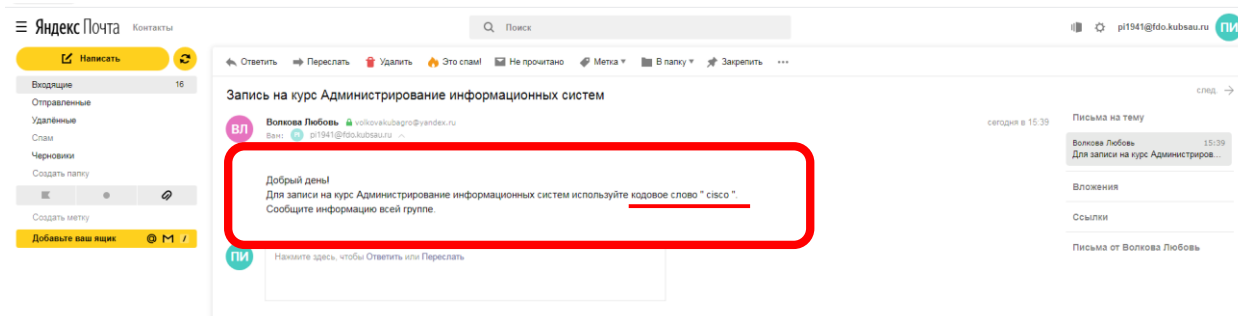 Яндекс Почта Контакты
Поиск
pi1941@fdo.kubsau.ru ПИ
Написать
Ответить Переслать Удалить Это спам! Не прочитано Метка В папку Закрепить ...
Входящие 16
Отправленные
Удалённые
Спам
Черновики
Создать папку
Создать метку
Добавьте ваш ящик
Запись на курс Администрирование информационных систем
след.
ВЛ
Волкова Любовь volkovakubagro@yandex.ru
сегодня в 15:39
Вам: pi1941@fdo.kubsau.ru
Добрый день!
Для записи на курс Администрирование информационных систем используйте кодовое слово " cisco ".
Сообщите информацию всей группе.
ПИ
Нажмите здесь, чтобы Ответить или Переслать
Письма на тему
Волкова Любовь 15:39
Для записи на курс Администриров...
Вложения
Ссылки
Письма от Волкова Любовь